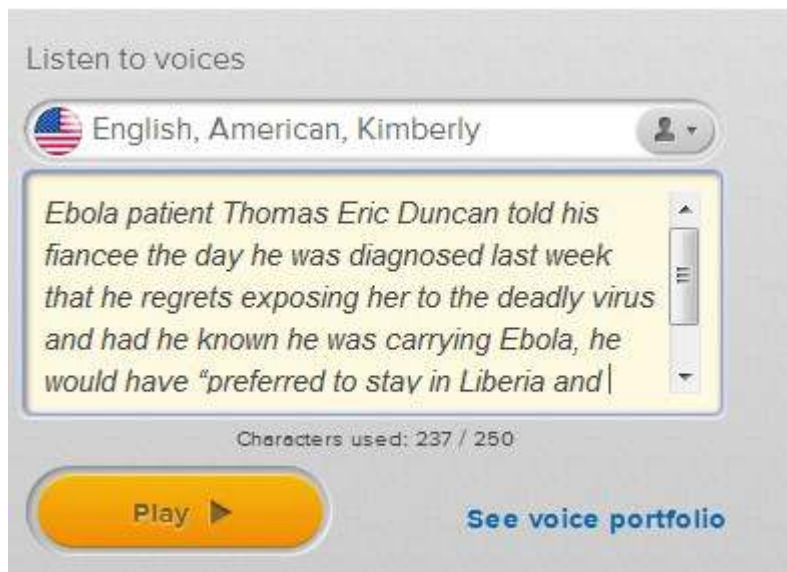 Listen to voices
English, American, Kimberly
Ebola patient Thomas Eric Duncan told his
fiancee the day he was diagnosed last week
that he regrets exposing her to the deadly virus
and had he known he was carrying Ebola, he
would have “preferred to stay in Liberia and
Characters used: 237 / 250
Play
See voice portfolio